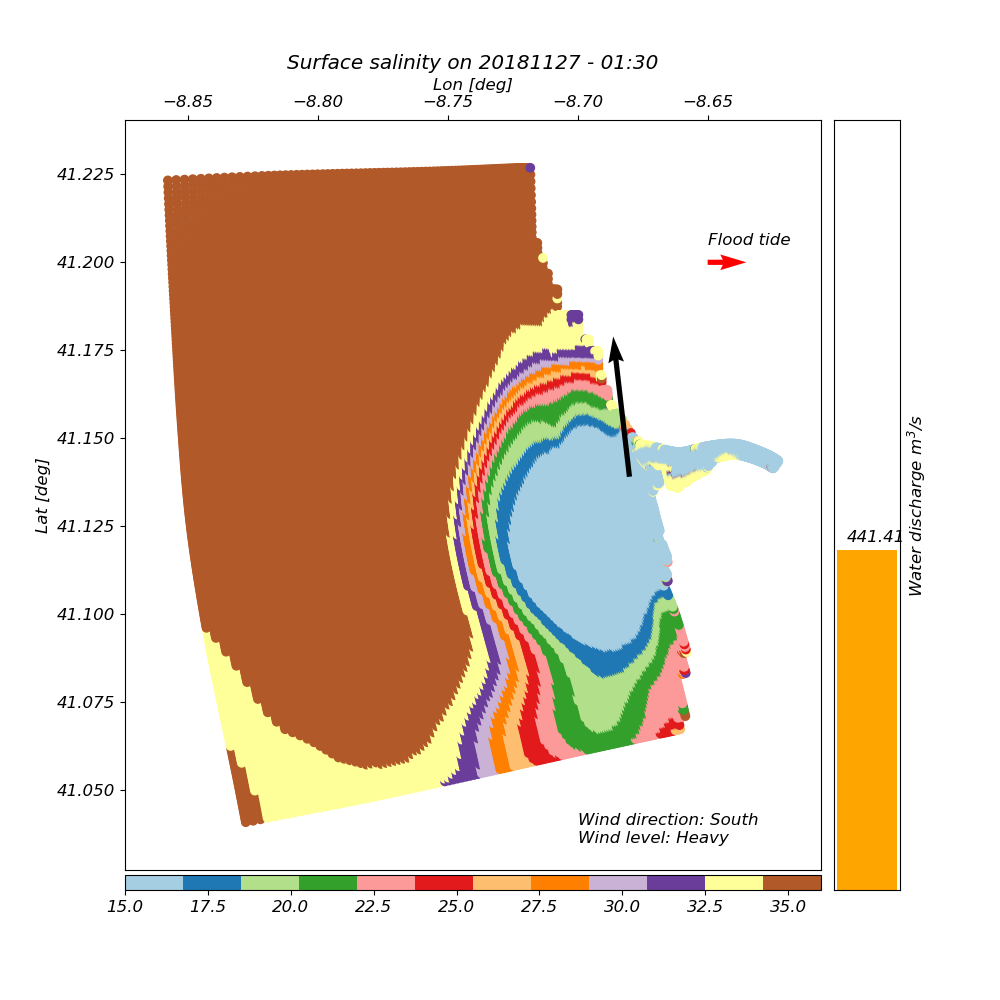 Surface salinity on 20181127 - 01:30
Lon [deg]
−8.85 −8.80 −8.75 −8.70 −8.65
41.225
41.200
41.175
41.150
41.125
41.100
41.075
41.050
Lat [deg]
Flood tide
Wind direction: South
Wind level: Heavy
441.41
Water discharge m³/s
15.0 17.5 20.0 22.5 25.0 27.5 30.0 32.5 35.0